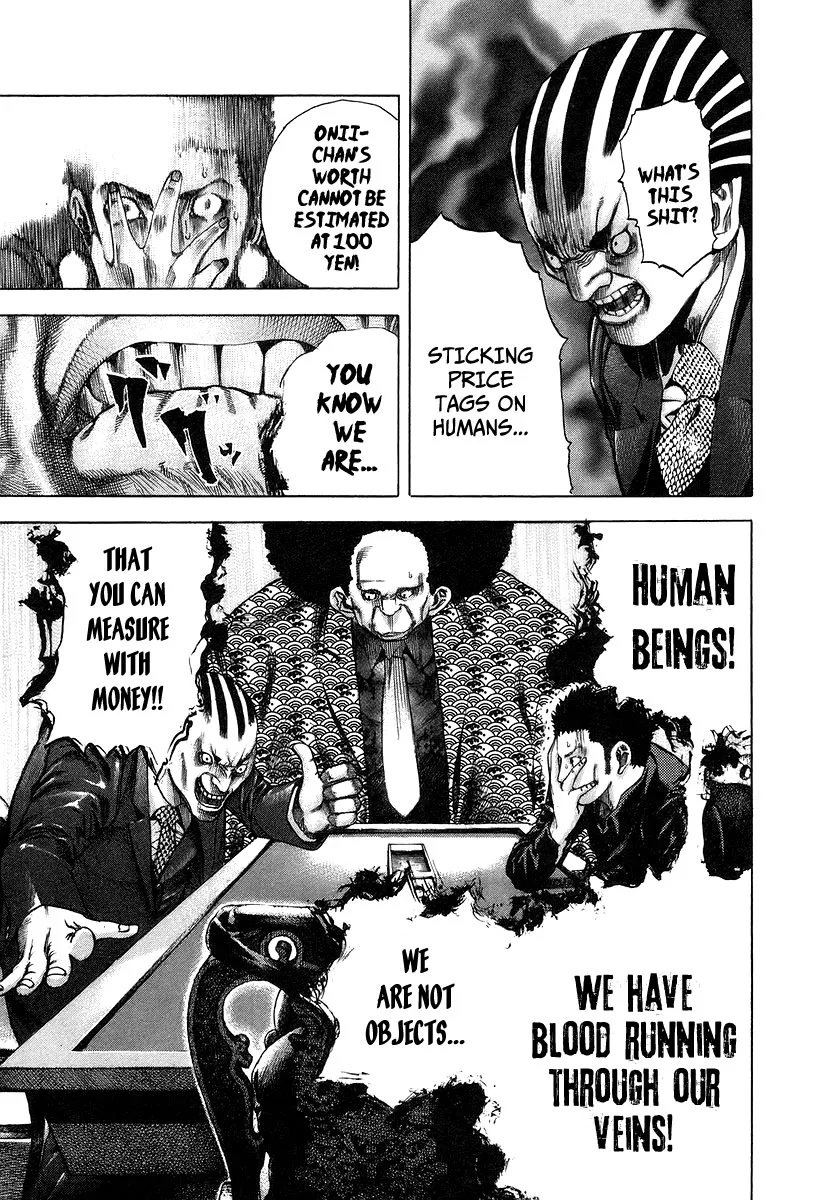 WHAT'S
THIS
SHIT?
STICKING
PRICE
TAGS ON
HUMANS...
ONII-
CHAN'S
WORTH
CANNOT BE
ESTIMATED
AT 100
YEN!
YOU
KNOW
WE
ARE...
HUMAN
BEINGS!
WE HAVE
BLOOD RUNNING
THROUGH OUR
VEINS!
WE
ARE NOT
OBJECTS...
THAT
YOU CAN
MEASURE
WITH
MONEY!!